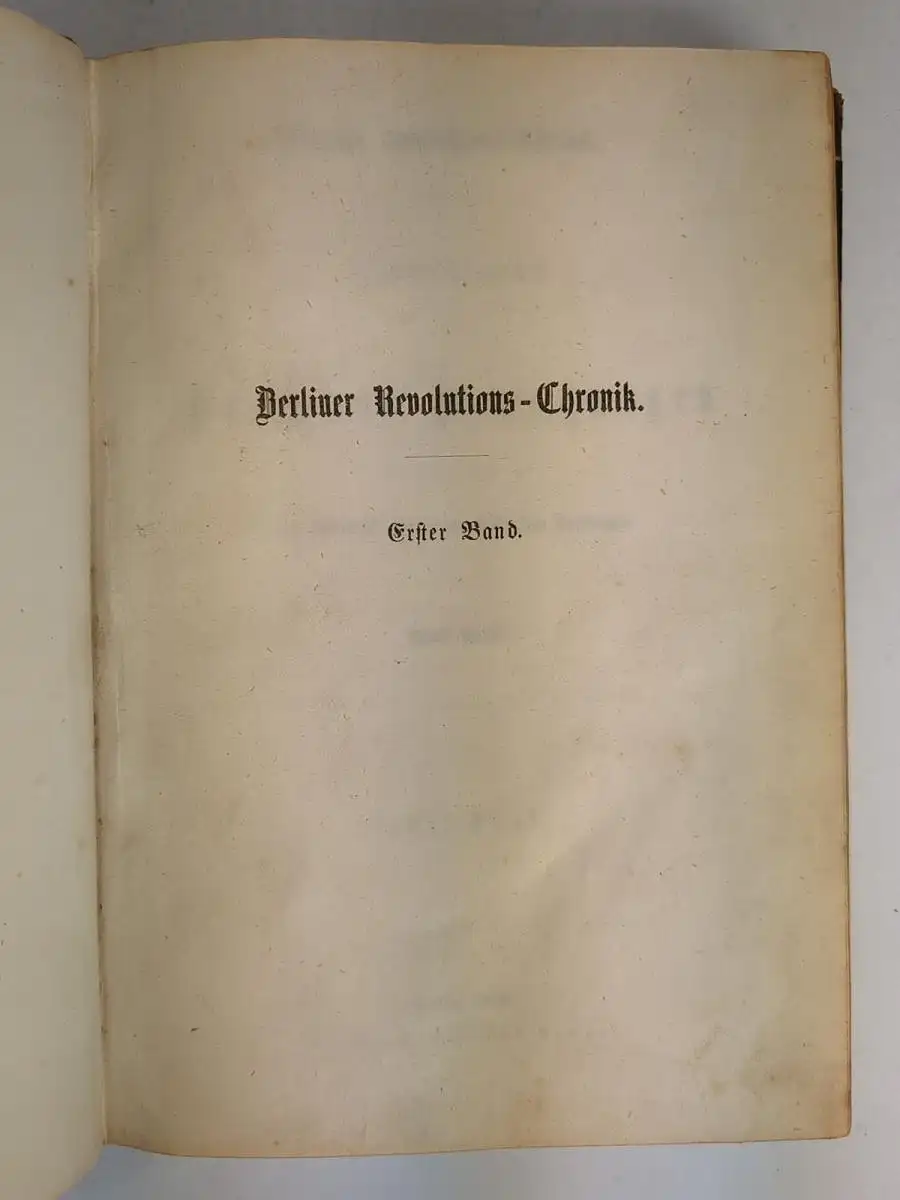 Berliner Revolutions-Chronik.
Erſter Band.